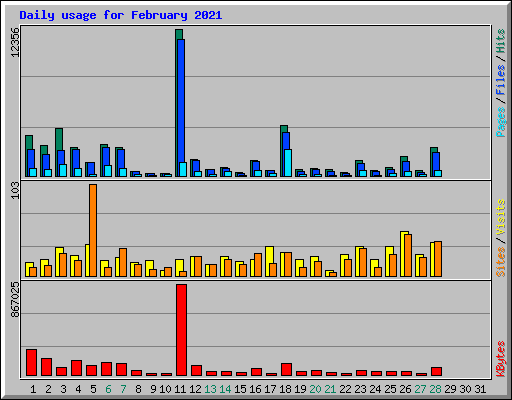 Daily usage for February 2021
12356
Pages / Files / Hits
103
Sites / Visits
867025
KBytes
1 2 3 4 5 6 7 8 9 10 11 12 13 14 15 16 17 18 19 20 21 22 23 24 25 26 27 28 29 30 31